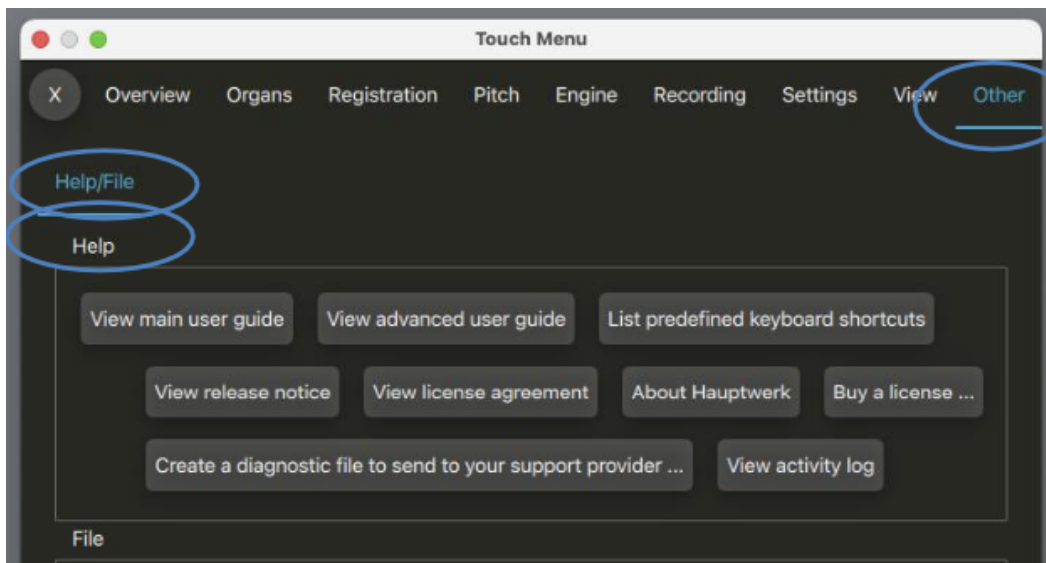 Touch Menu
X Overview Organs Registration Pitch Engine Recording Settings View Other
Help/File
Help
View main user guide View advanced user guide List predefined keyboard shortcuts
View release notice View license agreement About Hauptwerk Buy a license ...
Create a diagnostic file to send to your support provider ... View activity log
File